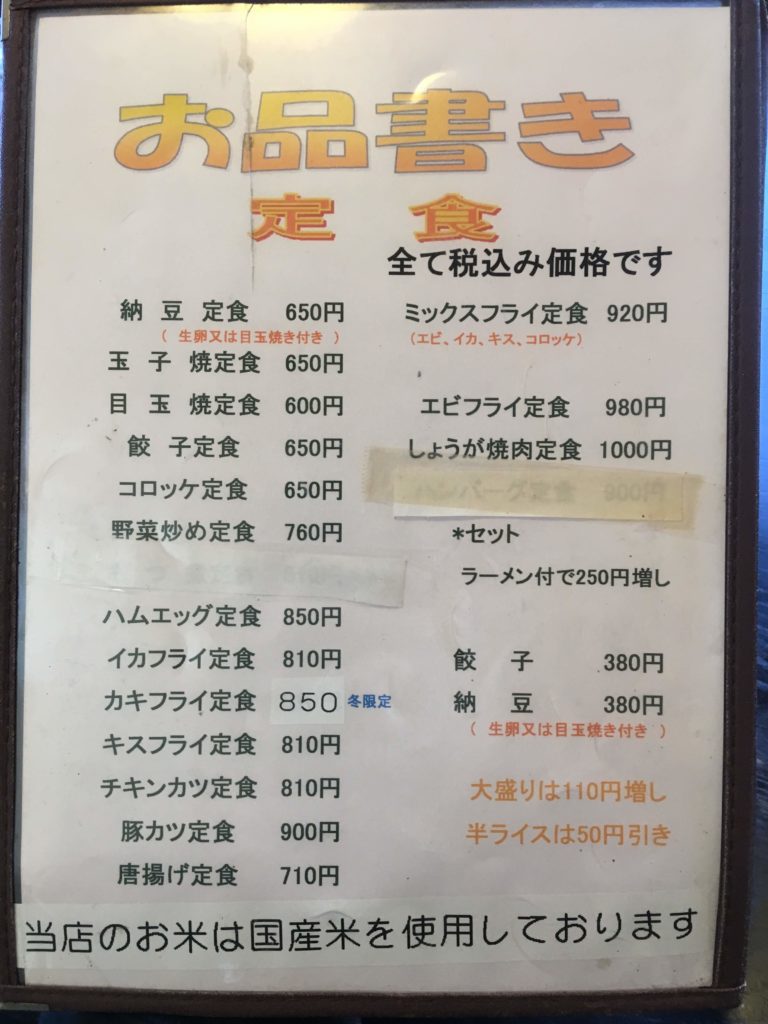 お品書き
定 食
全て税込み価格です
納 豆 定食 650円
( 生卵又は目玉焼き付き )
玉 子 焼定食 650円
目 玉 焼定食 600円
餃 子定食 650円
コロッケ定食 650円
野菜炒め定食 760円
ハムエッグ定食 850円
イカフライ定食 810円
カキフライ定食 850 冬限定
キスフライ定食 810円
チキンカツ定食 810円
豚カツ定食 900円
唐揚げ定食 710円
ミックスフライ定食 920円
(エビ、イカ、キス、コロッケ)
エビフライ定食 980円
しょうが焼肉定食 1000円
ハンバーグ定食 900円
*セット
ラーメン付で250円増し
餃 子 380円
納 豆 380円
( 生卵又は目玉焼き付き )
大盛りは110円増し
半ライスは50円引き
当店のお米は国産米を使用しております